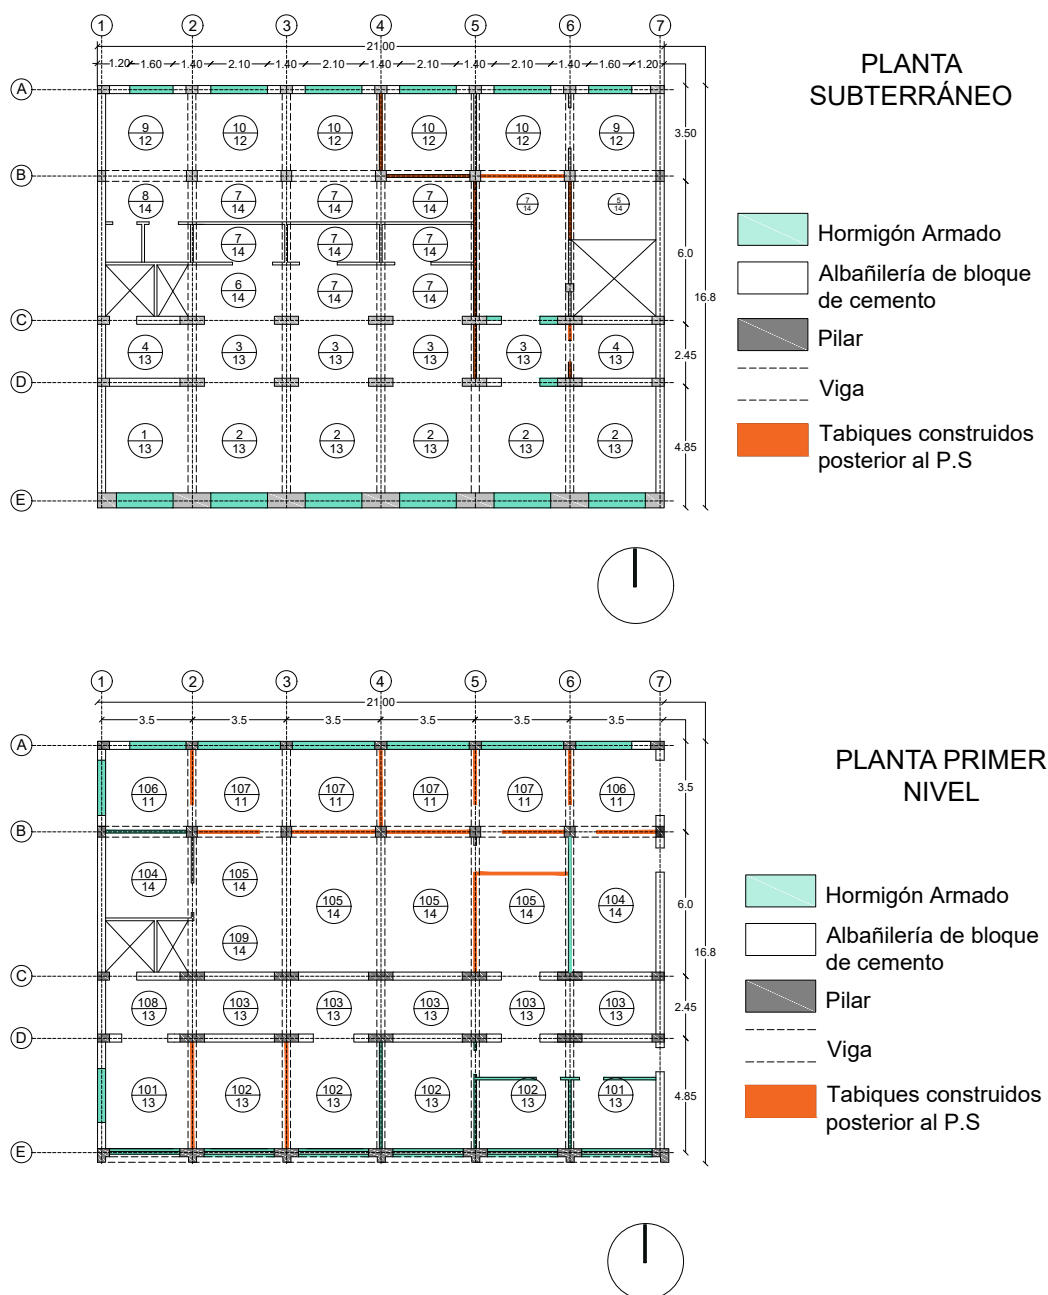 1 2 3 4 5 6 7
21.00
1.20 1.60 1.40 2.10 1.40 2.10 1.40 2.10 1.40 2.10 1.40 1.60 1.20
PLANTA
SUBTERRÁNEO
A
9 10 10 10 10 9
12 12 12 12 12 12
3.50
B
8 7 7 7 7 5
14 14 14 14 14 14
7 7
14 14
6.0
6 7 7
14 14 14
16.8
C
4 3 3 3 3 4
13 13 13 13 13 13
2.45
D
1 2 2 2 2 2
13 13 13 13 13 13
4.85
E
Hormigón Armado
Albañilería de bloque
de cemento
Pilar
Viga
Tabiques construidos
posterior al P.S
1 2 3 4 5 6 7
21.00
3.5 3.5 3.5 3.5 3.5 3.5
PLANTA PRIMER
NIVEL
A
106 107 107 107 107 106
11 11 11 11 11 11
3.5
B
104 105
14 14
105 105 105 104
14 14 14 14
6.0
109
14
16.8
C
108 103 103 103 103 103
13 13 13 13 13 13
2.45
D
101 102 102 102 102 101
13 13 13 13 13 13
4.85
E
Hormigón Armado
Albañilería de bloque
de cemento
Pilar
Viga
Tabiques construidos
posterior al P.S